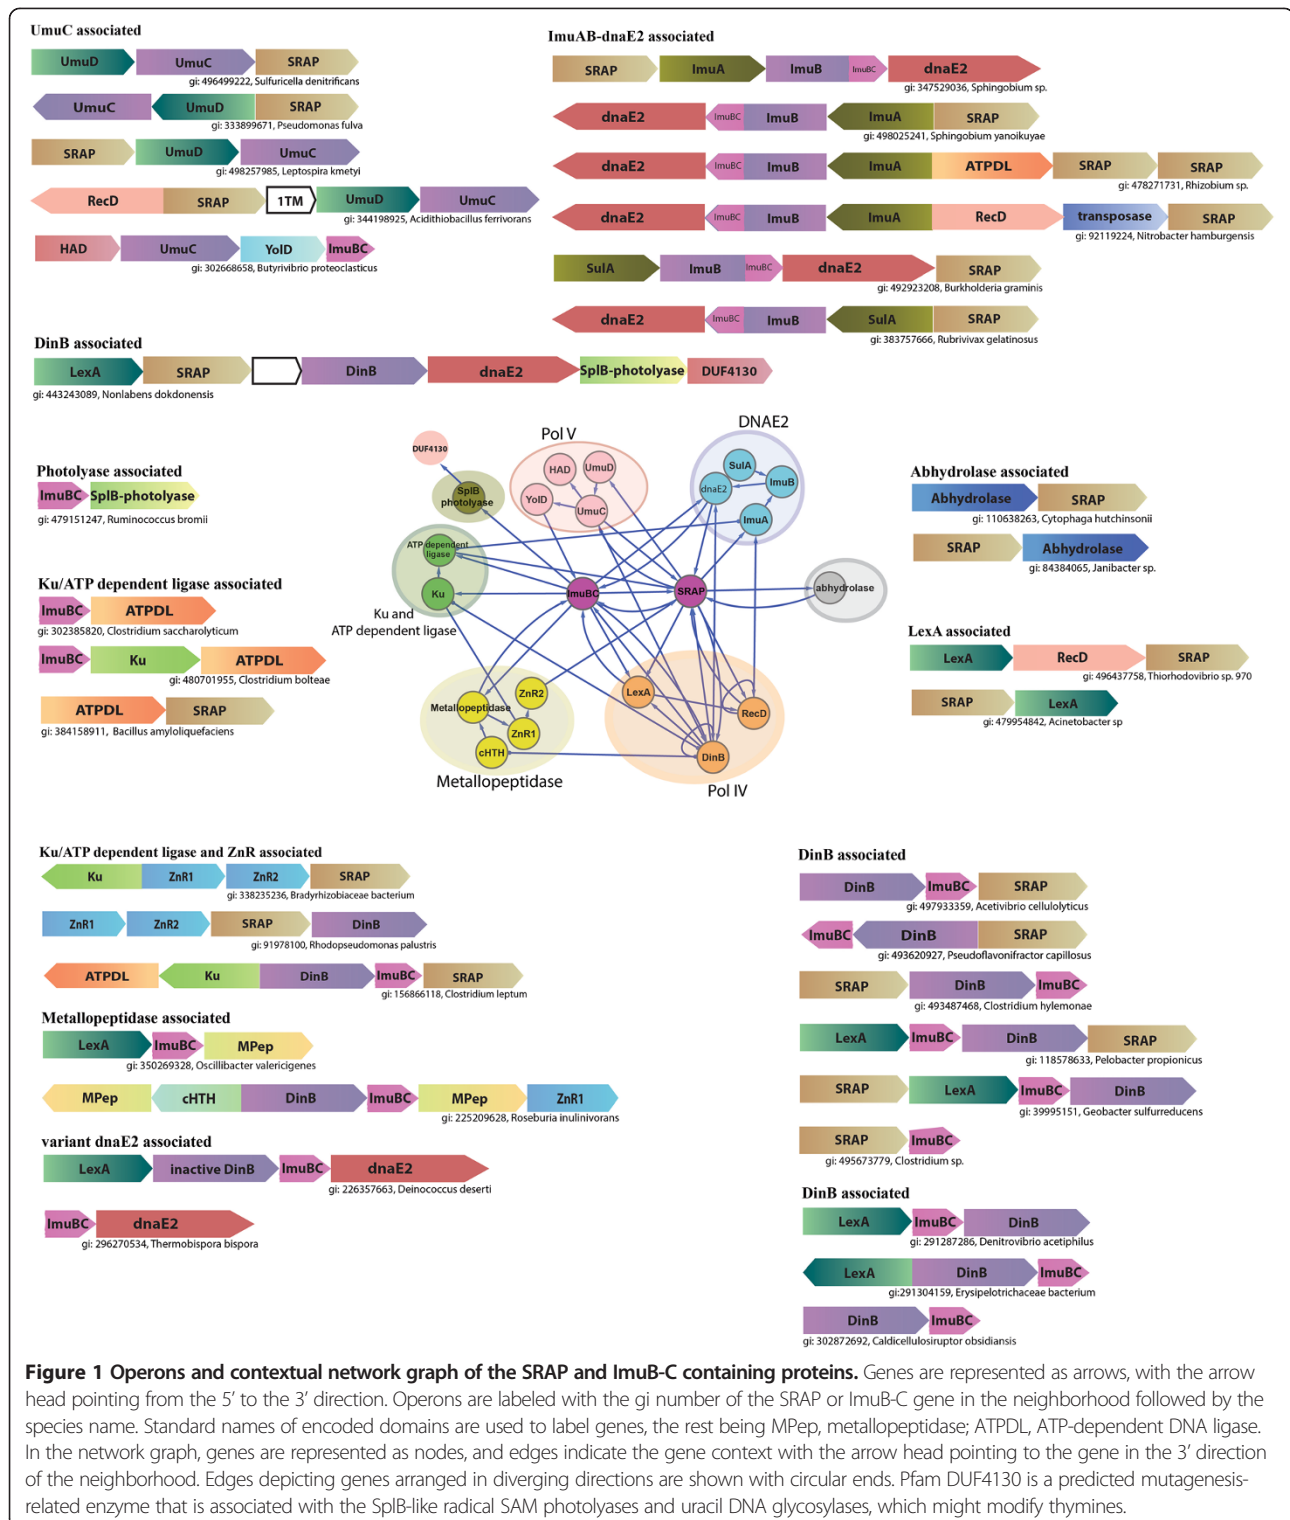 UmuC associated
UmuD UmuC SRAP
gi: 496499222, Sulfuricella denitrificans
UmuC UmuD SRAP
gi: 333899671, Pseudomonas fulva
SRAP UmuD UmuC
gi: 498257985, Leptospira kmetyi
RecD SRAP 1TM UmuD UmuC
gi: 344198925, Acidithiobacillus ferrivorans
HAD UmuC YolD ImuBC
gi: 302668658, Butyrivibrio proteoclasticus
ImuAB-dnaE2 associated
SRAP ImuA ImuB ImuBC dnaE2
gi: 347529036, Sphingobium sp.
dnaE2 ImuBC ImuB ImuA SRAP
gi: 498025241, Sphingobium yanoikuyae
dnaE2 ImuBC ImuB ImuA ATPDL SRAP SRAP
gi: 478271731, Rhizobium sp.
dnaE2 ImuBC ImuB ImuA RecD transposase SRAP
gi: 92119224, Nitrobacter hamburgensis
SulA ImuB ImuBC dnaE2 SRAP
gi: 492923208, Burkholderia graminis
dnaE2 ImuBC ImuB SulA SRAP
gi: 383757666, Rubrivivax gelatinosus
DinB associated
LexA SRAP DinB dnaE2 SplB-photolyase DUF4130
gi: 443243089, Nonlabens dokdonensis
Photolyase associated
ImuBC SplB-photolyase
gi: 479151247, Ruminococcus bromii
Ku/ATP dependent ligase associated
ImuBC ATPDL
gi: 302385820, Clostridium saccharolyticum
ImuBC Ku ATPDL
gi: 480701955, Clostridium bolteae
ATPDL SRAP
gi: 384158911, Bacillus amyloliquefaciens
DUF4130
SplB
photolyase
Pol V
HAD UmuD
YolD UmuC
DNAE2
SulA
dnaE2 ImuB
ImuA
ATP dependent
ligase
Ku
Ku and
ATP dependent ligase
ImuBC SRAP
abhydrolase
Metallopeptidase ZnR2
ZnR1
cHTH
Metallopeptidase
LexA
RecD
DinB
Pol IV
Abhydrolase associated
Abhydrolase SRAP
gi: 110638263, Cytophaga hutchinsonii
SRAP Abhydrolase
gi: 84384065, Janibacter sp.
LexA associated
LexA RecD SRAP
gi: 496437758, Thiorhodovibrio sp. 970
SRAP LexA
gi: 479954842, Acinetobacter sp
Ku/ATP dependent ligase and ZnR associated
Ku ZnR1 ZnR2 SRAP
gi: 338235236, Bradyrhizobiaceae bacterium
ZnR1 ZnR2 SRAP DinB
gi: 91978100, Rhodopseudomonas palustris
ATPDL Ku DinB ImuBC SRAP
gi: 156866118, Clostridium leptum
Metallopeptidase associated
LexA ImuBC MPep
gi: 350269328, Oscillibacter valericigenes
MPep cHTH DinB ImuBC MPep ZnR1
gi: 225209628, Roseburia inulinivorans
variant dnaE2 associated
LexA inactive DinB ImuBC dnaE2
gi: 226357663, Deinococcus deserti
ImuBC dnaE2
gi: 296270534, Thermobispora bispora
DinB associated
DinB ImuBC SRAP
gi: 497933359, Acetivibrio cellulolyticus
ImuBC DinB SRAP
gi: 493620927, Pseudoflavonifractor capillosus
SRAP DinB ImuBC
gi: 493487468, Clostridium hylemonae
LexA ImuBC DinB SRAP
gi: 118578633, Pelobacter propionicus
SRAP LexA ImuBC DinB
gi: 39995151, Geobacter sulfurreducens
SRAP ImuBC
gi: 495673779, Clostridium sp.
DinB associated
LexA ImuBC DinB
gi: 291287286, Denitrovibrio acetiphilus
LexA DinB ImuBC
gi:291304159, Erysipelotrichaceae bacterium
DinB ImuBC
gi: 302872692, Caldicellulosiruptor obsidiansis
Figure 1 Operons and contextual network graph of the SRAP and ImuB-C containing proteins. Genes are represented as arrows, with the arrow
head pointing from the 5′ to the 3′ direction. Operons are labeled with the gi number of the SRAP or ImuB-C gene in the neighborhood followed by the
species name. Standard names of encoded domains are used to label genes, the rest being MPep, metallopeptidase; ATPDL, ATP-dependent DNA ligase.
In the network graph, genes are represented as nodes, and edges indicate the gene context with the arrow head pointing to the gene in the 3′ direction
of the neighborhood. Edges depicting genes arranged in diverging directions are shown with circular ends. Pfam DUF4130 is a predicted mutagenesis-
related enzyme that is associated with the SplB-like radical SAM photolyases and uracil DNA glycosylases, which might modify thymines.